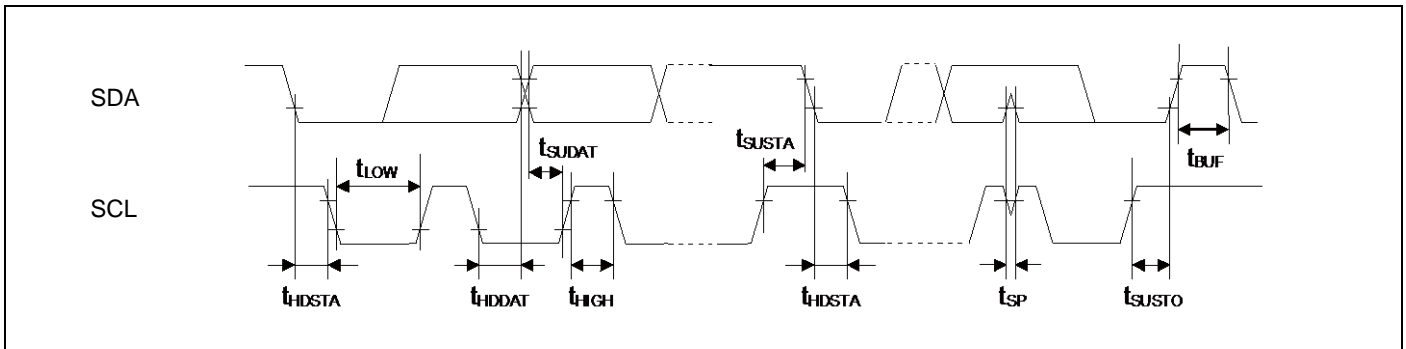 SDA
tSUDAT
tSUSTA
tBUF
tLOW
SCL
tHDSTA
tHDDAT
tHIGH
tHDSTA
tSP
tSUSTO